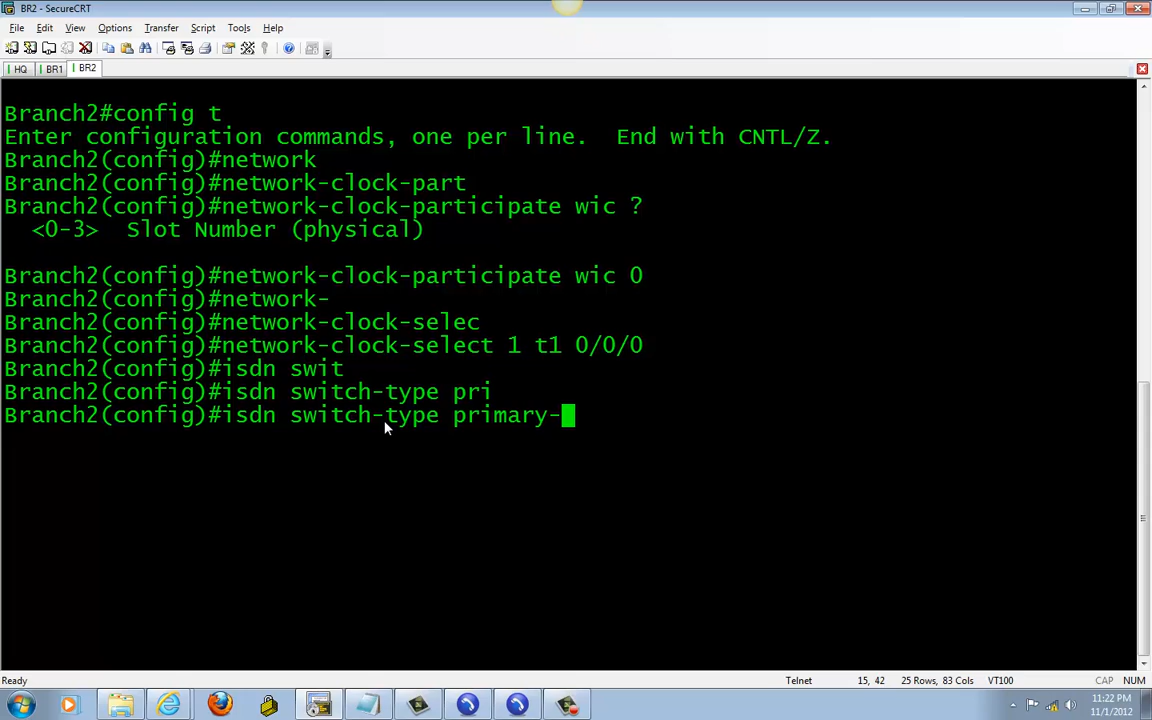 BR2 - SecureCRT
File Edit View Options Transfer Script Tools Help
HQ BR1 BR2
Branch2#config t
Enter configuration commands, one per line.  End with CNTL/Z.
Branch2(config)#network
Branch2(config)#network-clock-part
Branch2(config)#network-clock-participate wic ?
  <0-3>  Slot Number (physical)
Branch2(config)#network-clock-participate wic 0
Branch2(config)#network-
Branch2(config)#network-clock-selec
Branch2(config)#network-clock-select 1 t1 0/0/0
Branch2(config)#isdn swit
Branch2(config)#isdn switch-type pri
Branch2(config)#isdn switch-type primary-
Ready Telnet 15, 42 25 Rows, 83 Cols VT100 CAP NUM
11:22 PM
11/1/2012